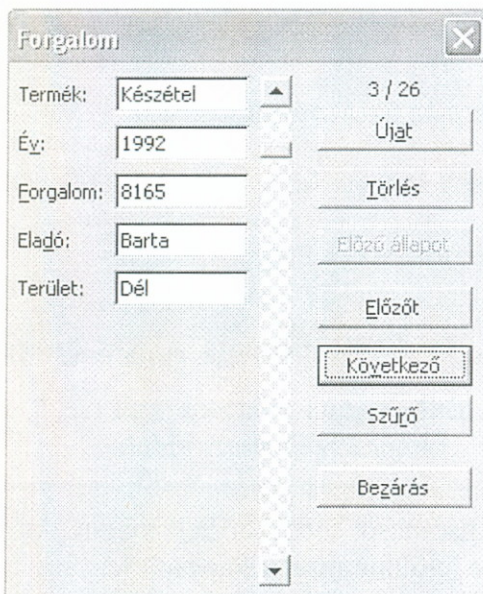 Forgalom
Termék: Készétel
Év: 1992
Forgalom: 8165
Eladó: Barta
Terület: Dél
3 / 26
Újat
Törlés
Előző állapot
Előzőt
Következő
Szűrő
Bezárás